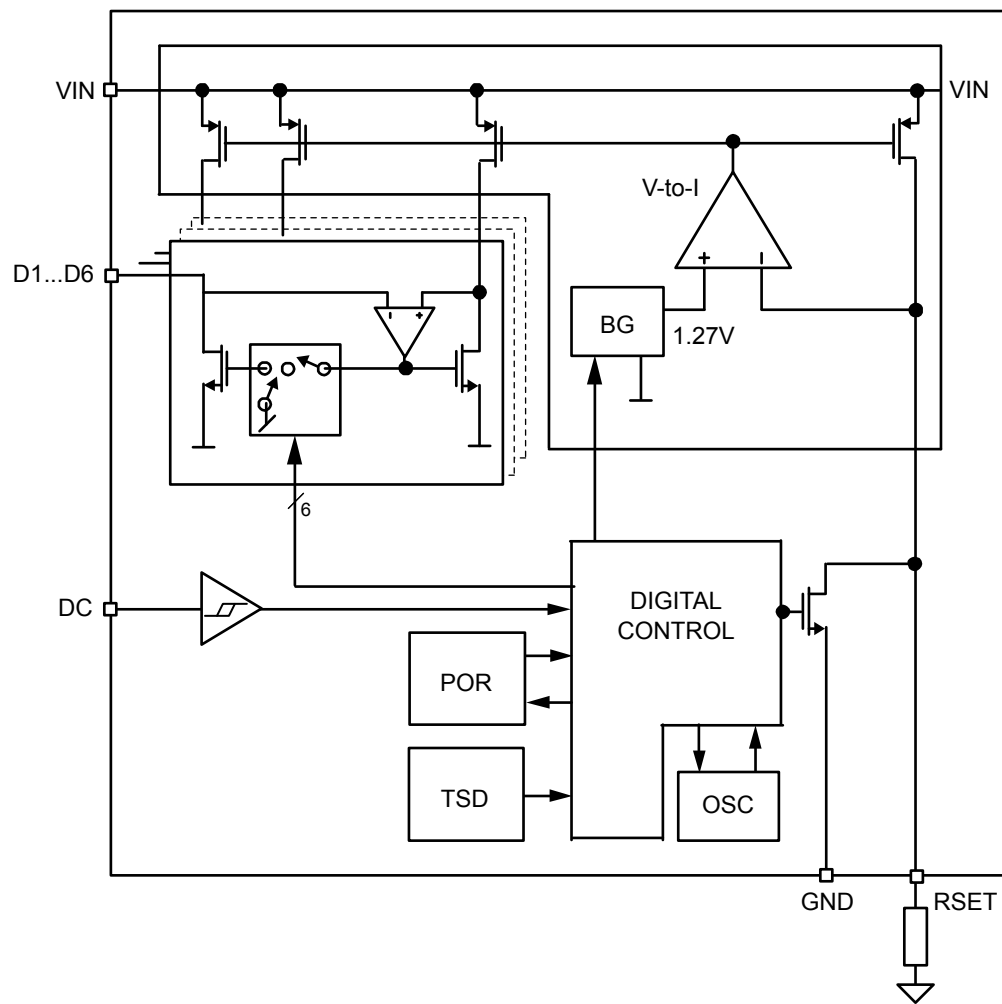 VIN
VIN
V-to-I
+
–
D1...D6
–
+
BG
1.27V
6
DC
DIGITAL
CONTROL
POR
TSD
OSC
GND
RSET